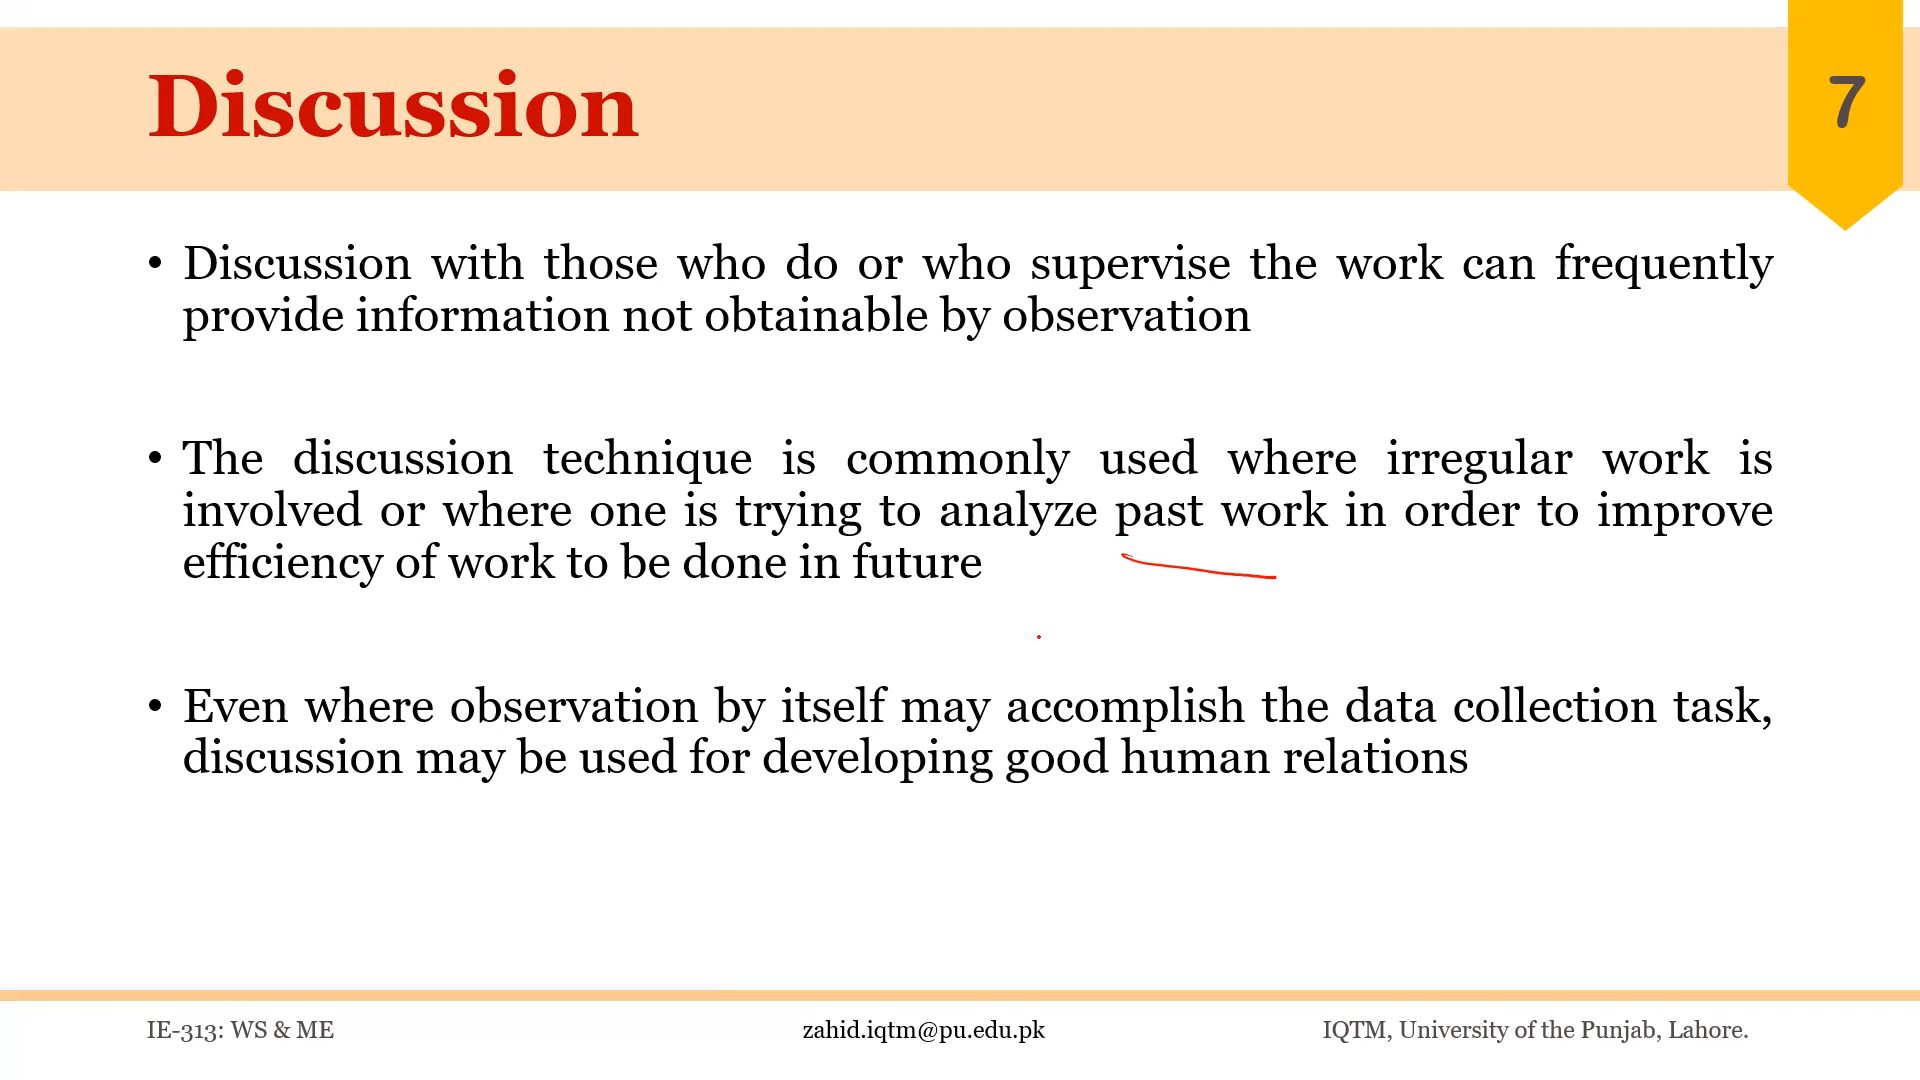 Discussion
7
• Discussion with those who do or who supervise the work can frequently
provide information not obtainable by observation
• The discussion technique is commonly used where irregular work is
involved or where one is trying to analyze past work in order to improve
efficiency of work to be done in future
• Even where observation by itself may accomplish the data collection task,
discussion may be used for developing good human relations
IE-313: WS & ME
zahid.iqtm@pu.edu.pk
IQTM, University of the Punjab, Lahore.